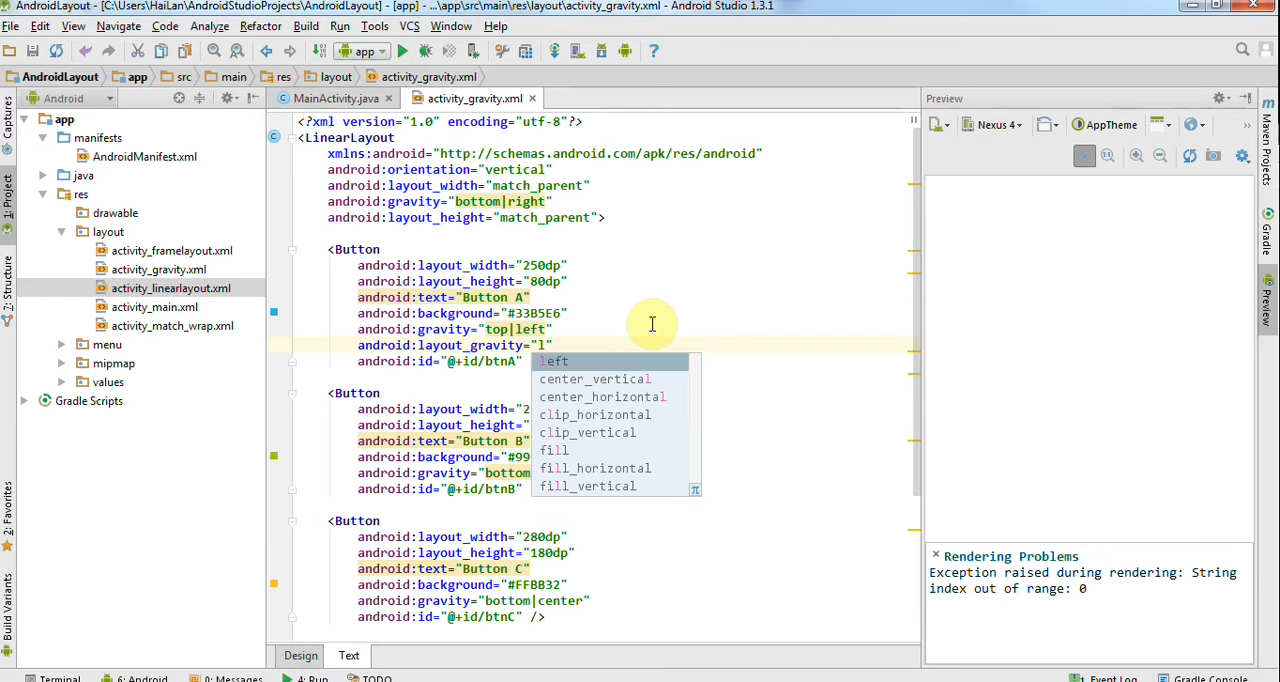 AndroidLayout - [C:\Users\HaiLan\AndroidStudioProjects\AndroidLayout] - [app] - ...\app\src\main\res\layout\activity_gravity.xml - Android Studio 1.3.1
File Edit View Navigate Code Analyze Refactor Build Run Tools VCS Window Help
app
AndroidLayout app src main res layout activity_gravity.xml
Captures
1: Project
Z: Structure
2: Favorites
Build Variants
Android
app
manifests
AndroidManifest.xml
java
res
drawable
layout
activity_framelayout.xml
activity_gravity.xml
activity_linearlayout.xml
activity_main.xml
activity_match_wrap.xml
menu
mipmap
values
Gradle Scripts
MainActivity.java activity_gravity.xml
<?xml version="1.0" encoding="utf-8"?>
<LinearLayout
xmlns:android="http://schemas.android.com/apk/res/android"
android:orientation="vertical"
android:layout_width="match_parent"
android:gravity="bottom|right"
android:layout_height="match_parent">
<Button
android:layout_width="250dp"
android:layout_height="80dp"
android:text="Button A"
android:background="#33B5E6"
android:gravity="top|left"
android:layout_gravity="l"
android:id="@+id/btnA"
left
center_vertical
center_horizontal
clip_horizontal
clip_vertical
fill
fill_horizontal
fill_vertical
π
<Button
android:layout_width="2
android:layout_height="
android:text="Button B"
android:background="#99
android:gravity="bottom
android:id="@+id/btnB"
<Button
android:layout_width="280dp"
android:layout_height="180dp"
android:text="Button C"
android:background="#FFBB32"
android:gravity="bottom|center"
android:id="@+id/btnC" />
Design Text
Preview
Nexus 4 AppTheme
Rendering Problems
Exception raised during rendering: String
index out of range: 0
Maven Projects
Gradle
Preview
Terminal 6: Android 0: Messages 4: Run TODO
1 Event Log Gradle Console